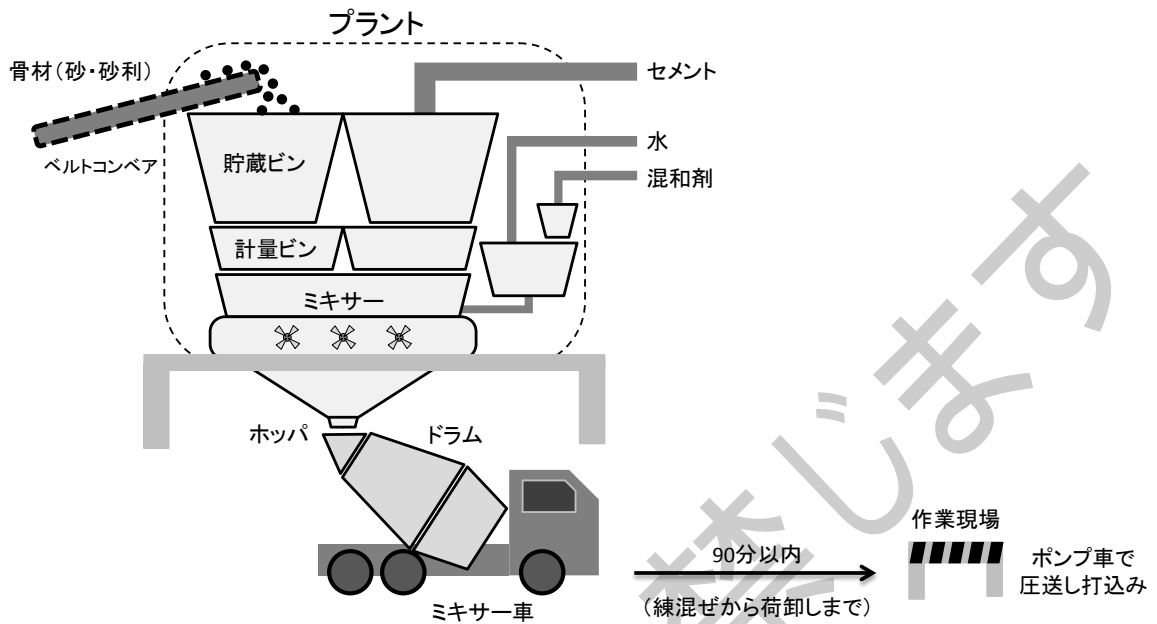 プラント
骨材（砂・砂利）
セメント
水
ベルトコンベア
貯蔵ビン
混和剤
計量ビン
ミキサー
ホッパ
ドラム
作業現場
90分以内
ポンプ車で
圧送し打込み
（練混ぜから荷卸しまで）
ミキサー車
禁じます